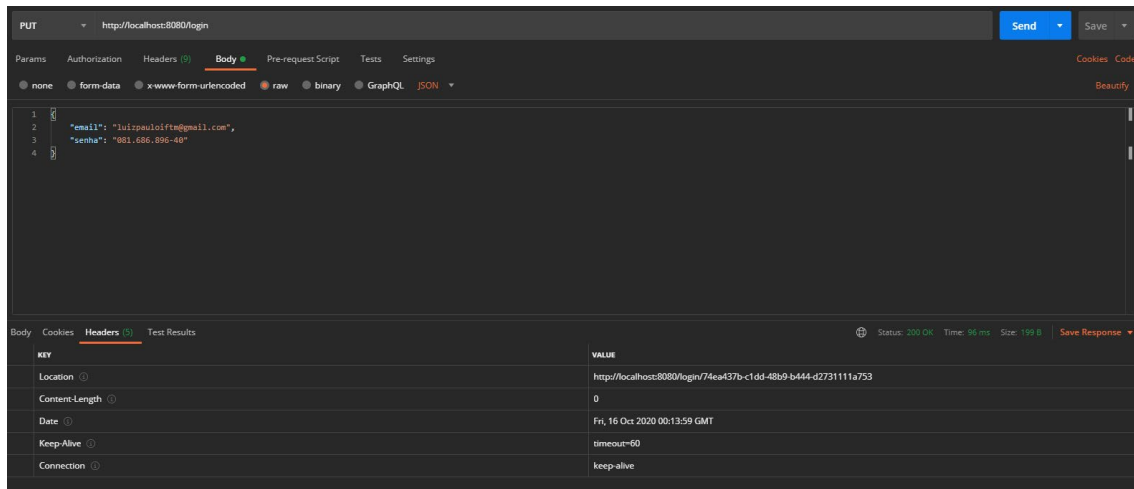 PUT http://localhost:8080/login Send Save
Params Authorization Headers (9) Body Pre-request Script Tests Settings Cookies Code
none form-data x-www-form-urlencoded raw binary GraphQL JSON Beautify
1 {
2 "email": "luizpauloiftm@gmail.com",
3 "senha": "081.686.896-40"
4 }
Body Cookies Headers (5) Test Results Status: 200 OK Time: 96 ms Size: 199 B Save Response
KEY VALUE
Location http://localhost:8080/login/74ea437b-c1dd-48b9-b444-d2731111a753
Content-Length 0
Date Fri, 16 Oct 2020 00:13:59 GMT
Keep-Alive timeout=60
Connection keep-alive